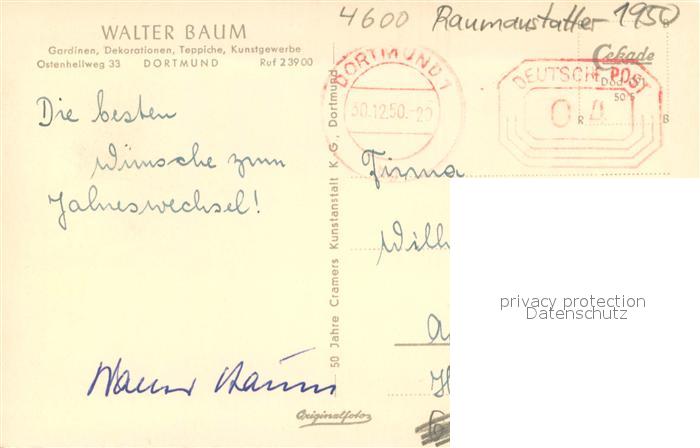 4600 Raumaustatter 1950
WALTER BAUM
Gardinen, Dekorationen, Teppiche, Kunstgewerbe
Ostenhellweg 33 DORTMUND Ruf 23900
Cekade
DORTMUND 1
30.12.50.-20
DEUTSCHE POST
04
R B
Die besten
Wünsche zum
Jahreswechsel!
Walter Baum
50 Jahre Cramers Kunstanstalt K.G., Dortmund
Originalfoto
Firma
privacy protection
Datenschutz